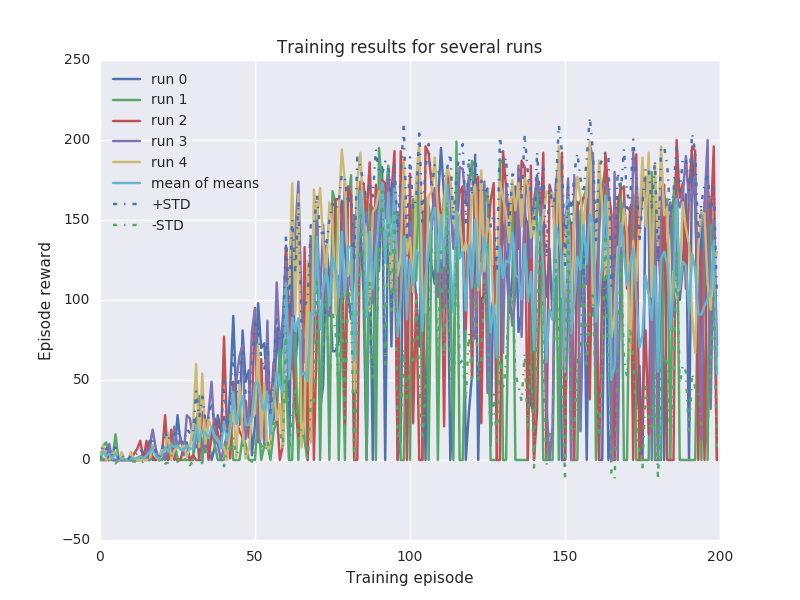 Training results for several runs
250
200
150
100
50
0
−50
run 0
run 1
run 2
run 3
run 4
mean of means
+STD
-STD
Episode reward
0
50
100
150
200
Training episode